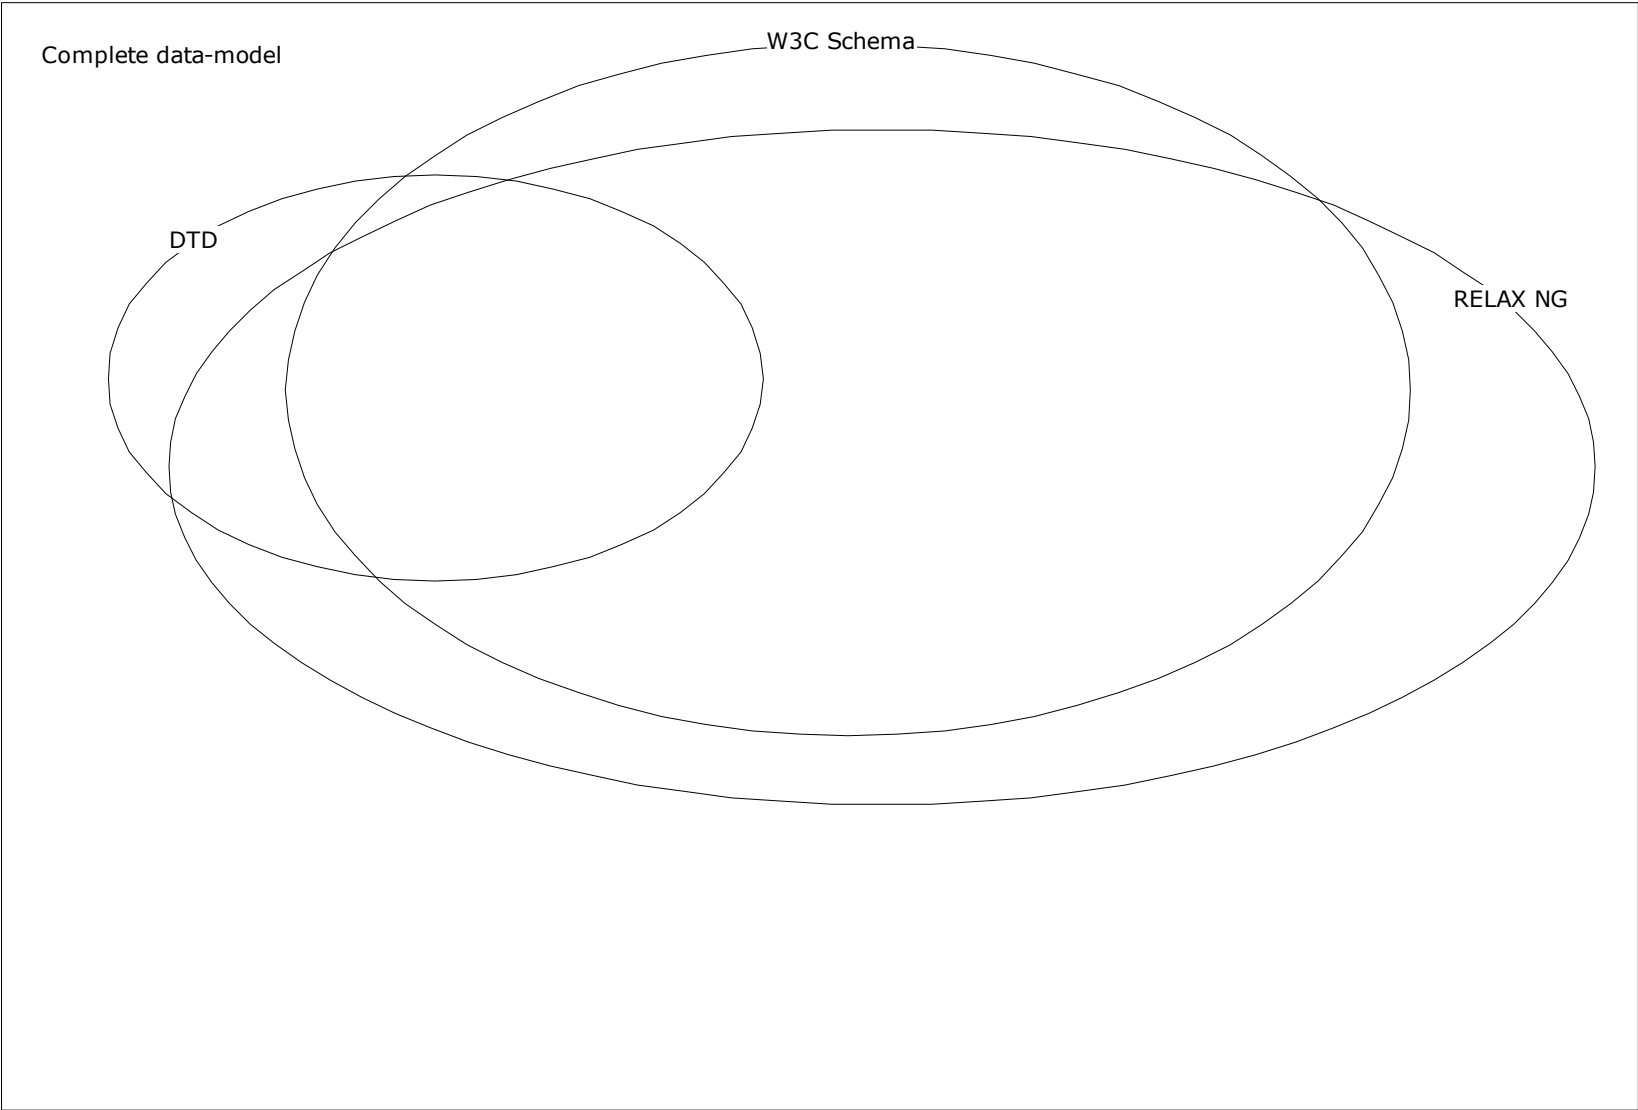 W3C Schema
Complete data-model
DTD
RELAX NG